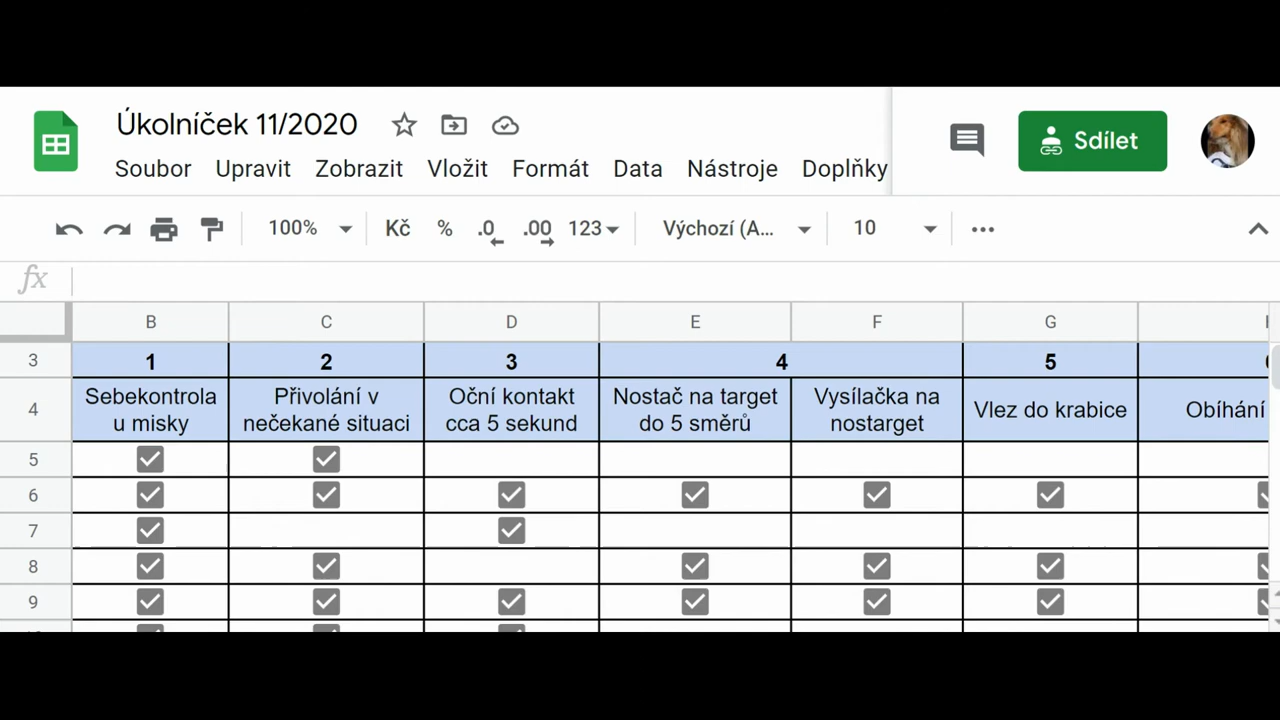 Úkolníček 11/2020
Soubor Upravit Zobrazit Vložit Formát Data Nástroje Doplňky
Sdílet
100% Kč % .0 .00 123 Výchozí (A... 10
fx
B C D E F G
3 1 2 3 4 5
4 Sebekontrola u misky Přivolání v nečekané situaci Oční kontakt cca 5 sekund Nostač na target do 5 směrů Vysílačka na nostarget Vlez do krabice Obíhání
5
6
7
8
9